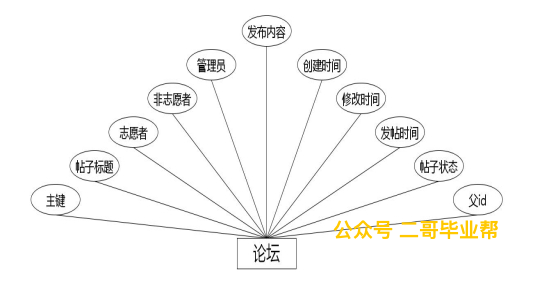 发布内容
管理员
创建时间
非志愿者
修改时间
志愿者
发帖时间
帖子标题
帖子状态
主键
父id
公众号 二哥毕业帮
论坛